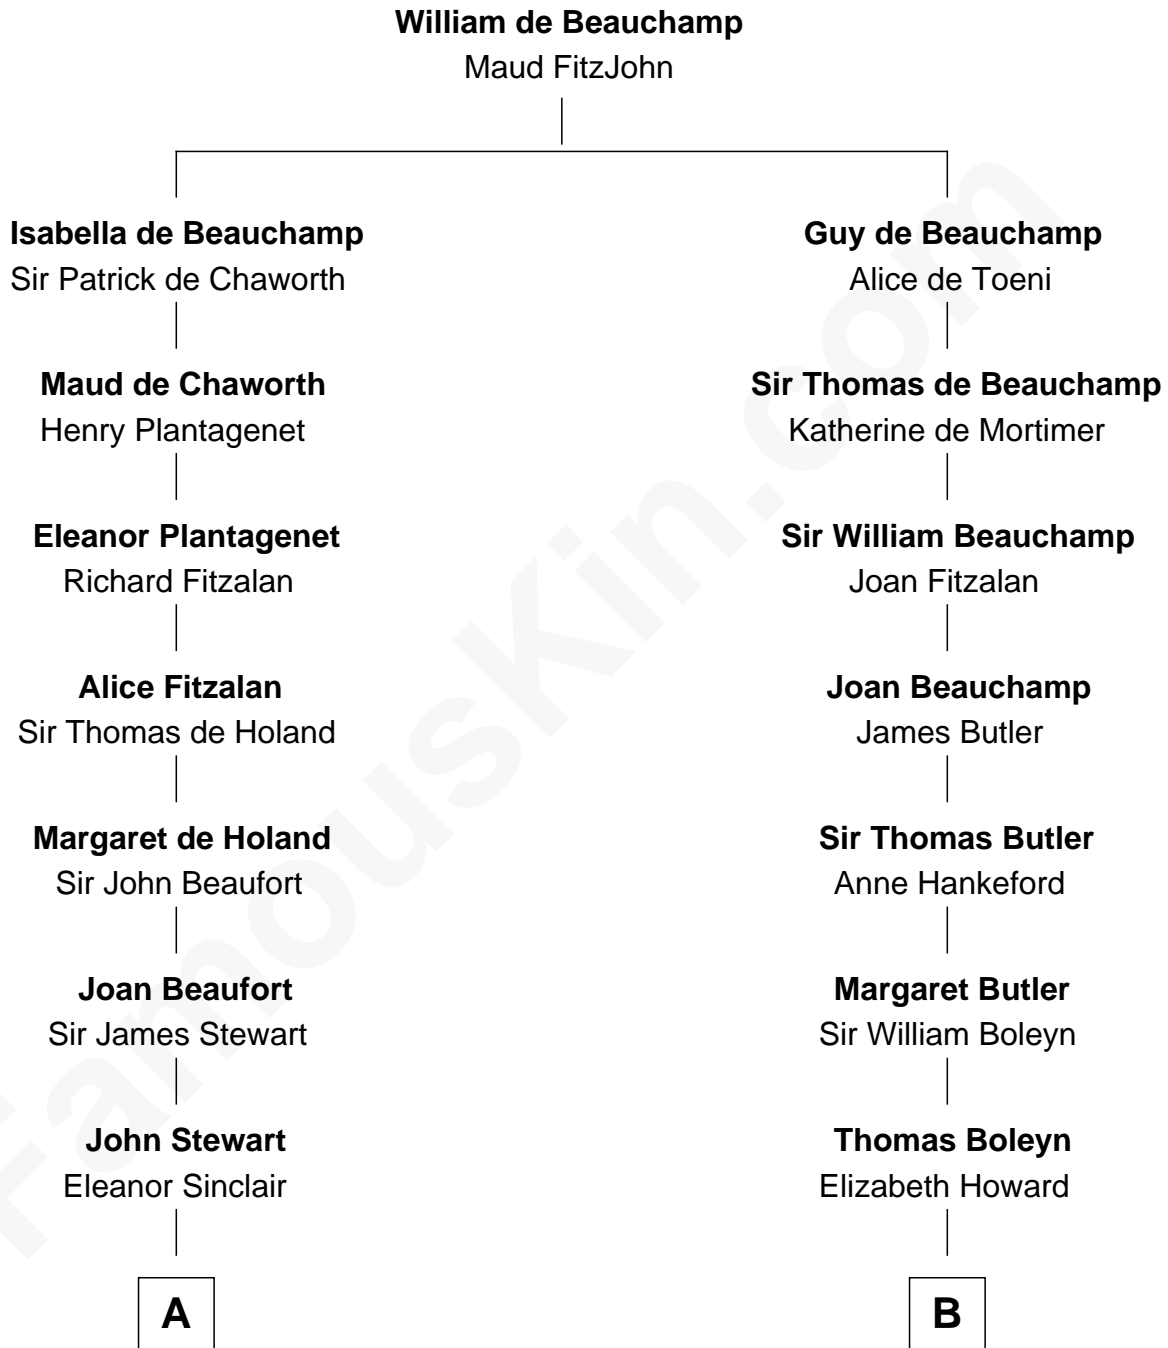 William de Beauchamp
Maud FitzJohn
Isabella de Beauchamp
Sir Patrick de Chaworth
Guy de Beauchamp
Alice de Toeni
Maud de Chaworth
Henry Plantagenet
Sir Thomas de Beauchamp
Katherine de Mortimer
Eleanor Plantagenet
Richard Fitzalan
Sir William Beauchamp
Joan Fitzalan
Alice Fitzalan
Sir Thomas de Holand
Joan Beauchamp
James Butler
Margaret de Holand
Sir John Beaufort
Sir Thomas Butler
Anne Hankeford
Joan Beaufort
Sir James Stewart
Margaret Butler
Sir William Boleyn
John Stewart
Eleanor Sinclair
Thomas Boleyn
Elizabeth Howard
A
B
FamousKin.com